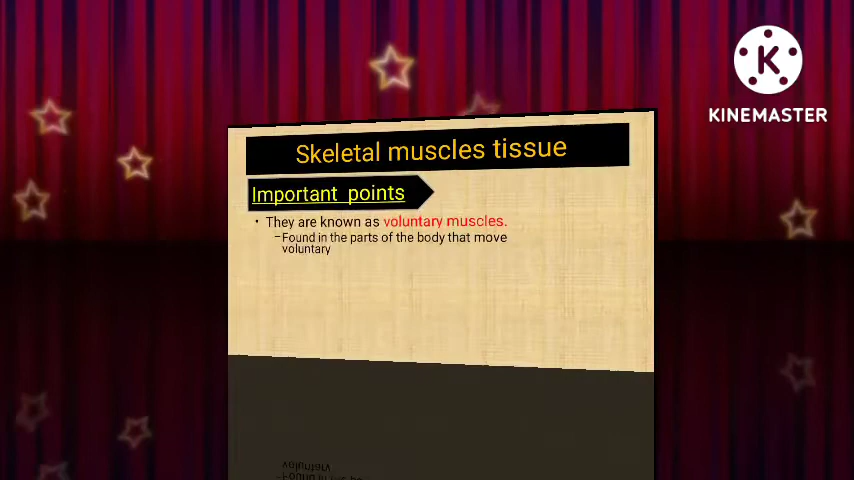 KINEMASTER
Skeletal muscles tissue
Important points
• They are known as voluntary muscles.
–Found in the parts of the body that move
voluntary